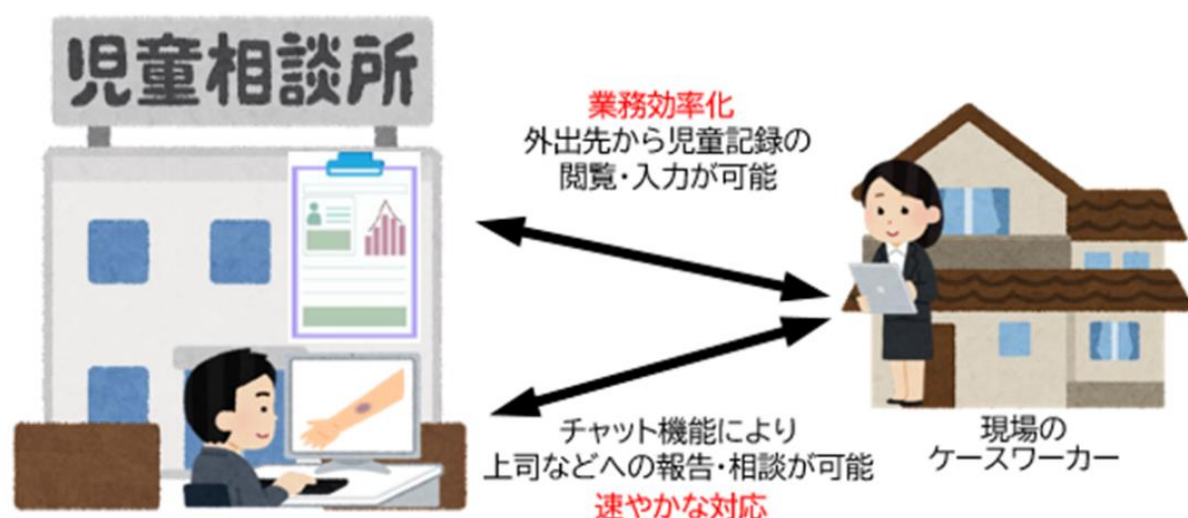 児童相談所
業務効率化
外出先から児童記録の
閲覧・入力が可能
チャット機能により
上司などへの報告・相談が可能
速やかな対応
現場の
ケースワーカー